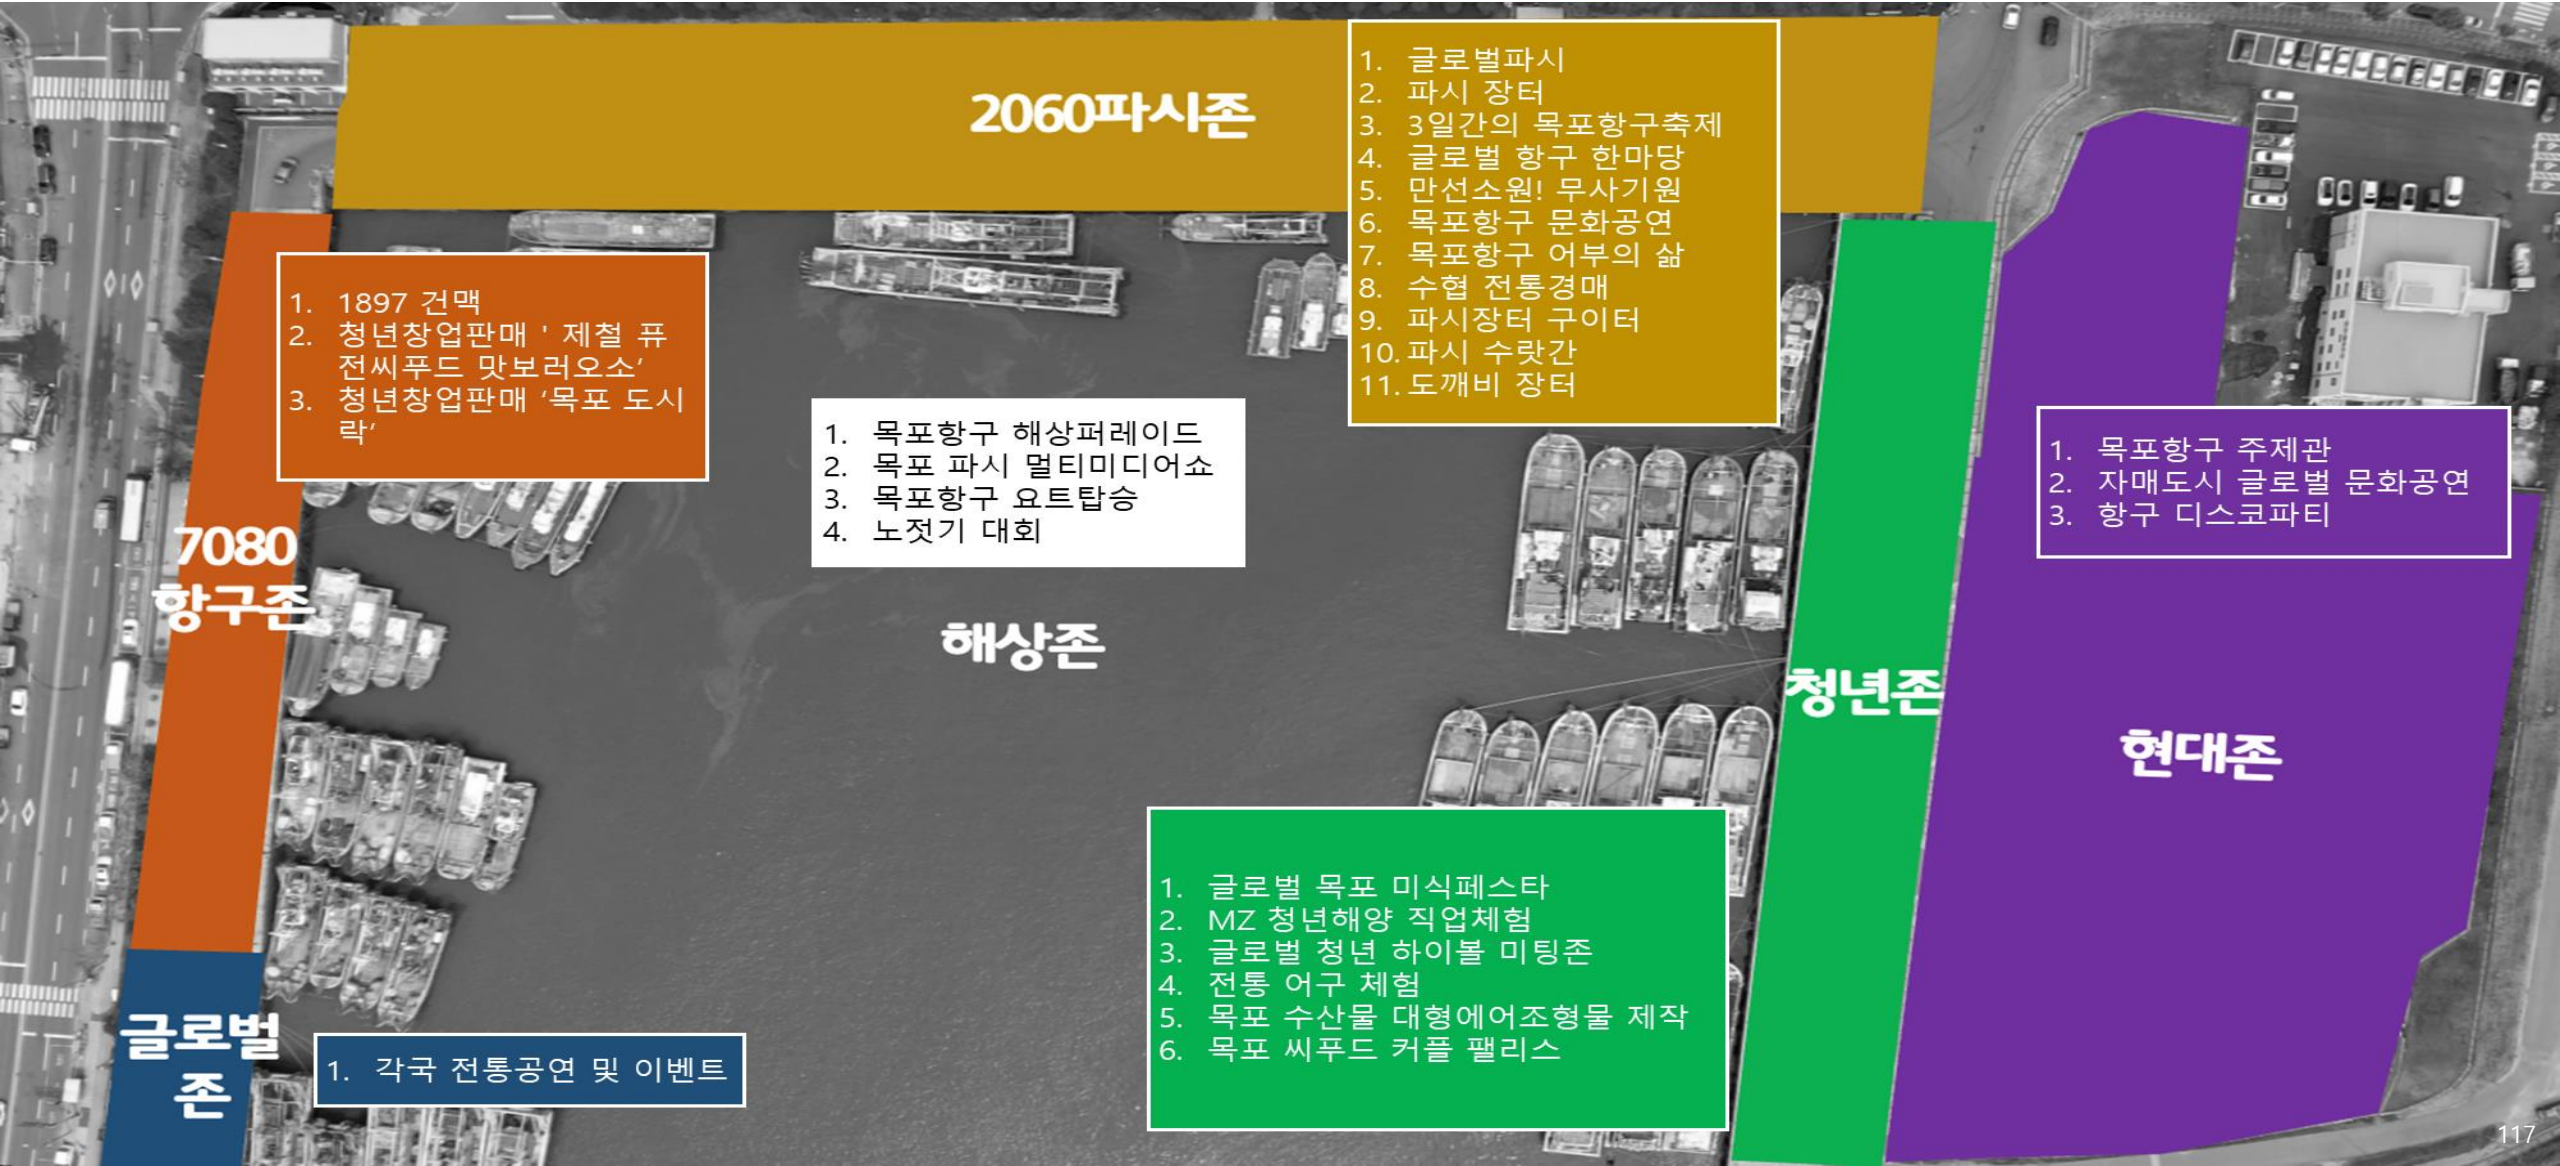 2060파시존
1. 글로벌파시
2. 파시 장터
3. 3일간의 목포항구축제
4. 글로벌 항구 한마당
5. 만선소원! 무사기원
6. 목포항구 문화공연
7. 목포항구 어부의 삶
8. 수협 전통경매
9. 파시장터 구이터
10. 파시 수랏간
11. 도깨비 장터
1. 1897 건맥
2. 청년창업판매 ' 제철 퓨
전씨푸드 맛보러오소’
3. 청년창업판매 ‘목포 도시
락’
7080
항구존
1. 목포항구 해상퍼레이드
2. 목포 파시 멀티미디어쇼
3. 목포항구 요트탑승
4. 노젓기 대회
해상존
1. 목포항구 주제관
2. 자매도시 글로벌 문화공연
3. 항구 디스코파티
청년존
현대존
1. 글로벌 목포 미식페스타
2. MZ 청년해양 직업체험
3. 글로벌 청년 하이볼 미팅존
4. 전통 어구 체험
5. 목포 수산물 대형에어조형물 제작
6. 목포 씨푸드 커플 팰리스
글로벌
존
1. 각국 전통공연 및 이벤트
117